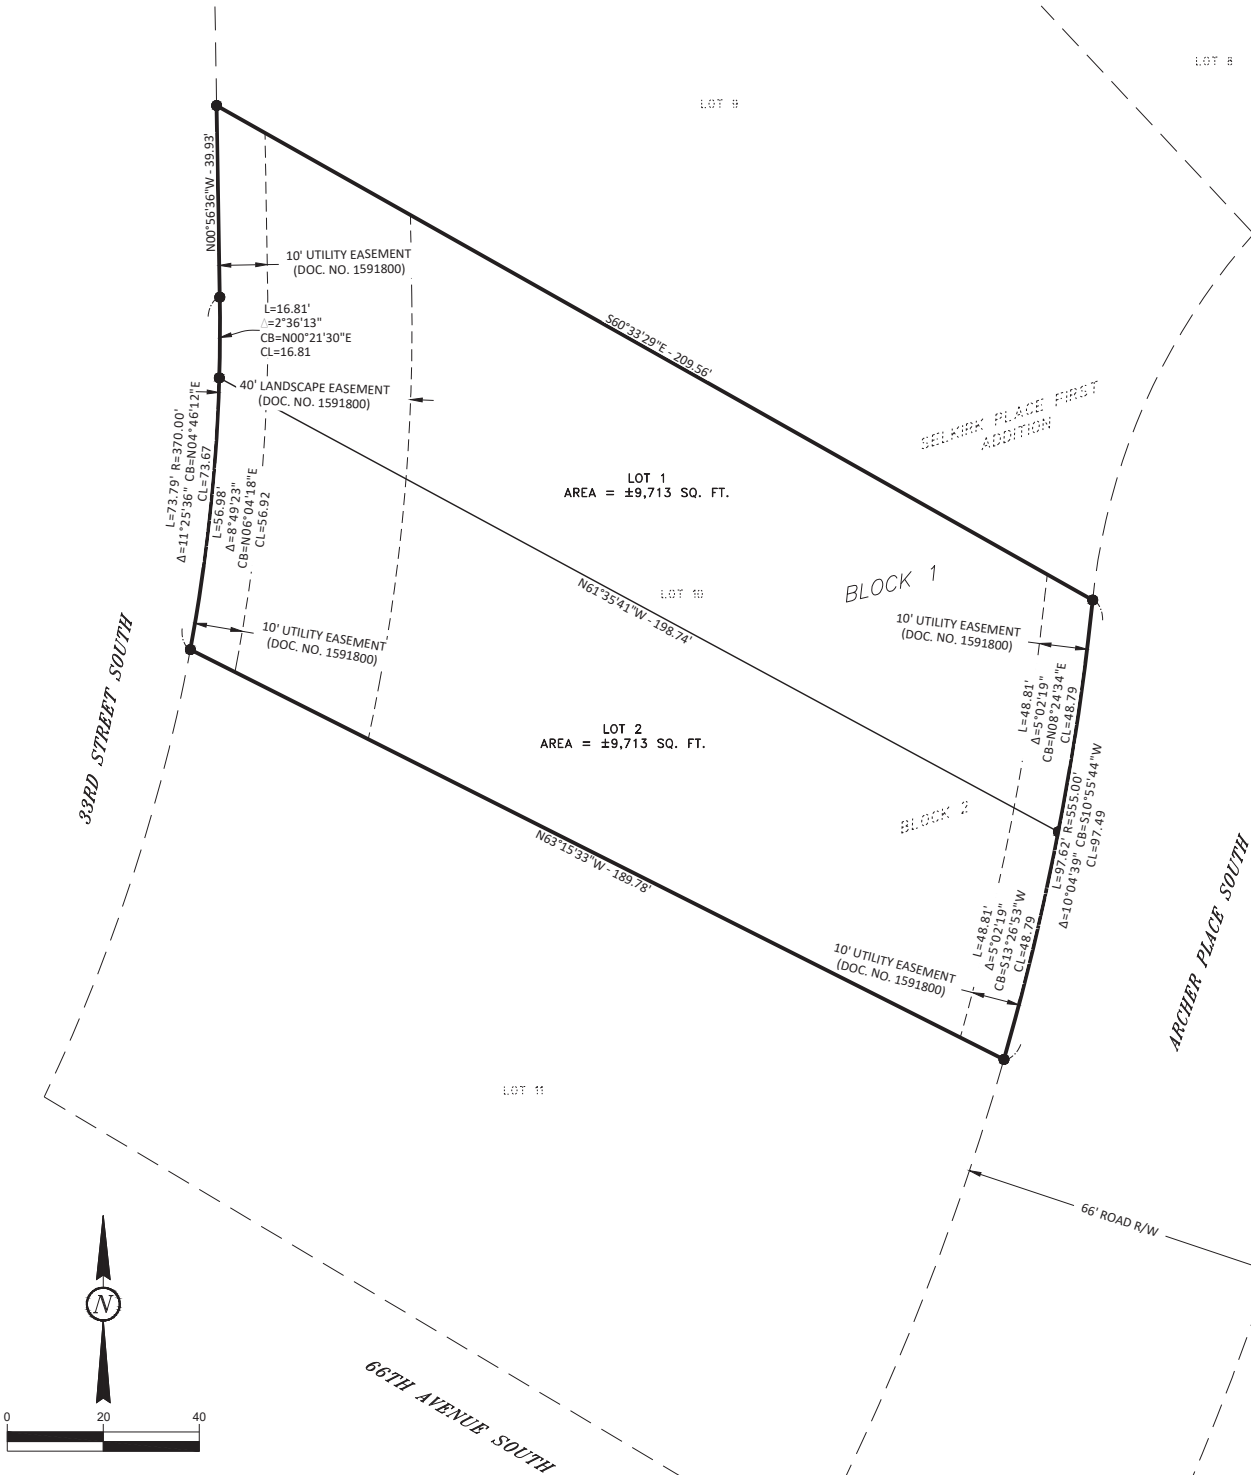 LOT 8
LOT 9
N00°56'36"W - 39.93'
10' UTILITY EASEMENT
(DOC. NO. 1591800)
L=16.81'
Δ=2°36'13"
CB=N00°21'30"E
CL=16.81
S60°33'29"E - 209.56'
40' LANDSCAPE EASEMENT
(DOC. NO. 1591800)
L=73.79' R=370.00'
Δ=11°25'36" CB=N04°46'12"E
CL=73.67
L=56.98'
Δ=8°49'23"
CB=N06°04'18"E
CL=56.92
SELKIRK PLACE FIRST
ADDITION
LOT 1
AREA = ±9,713 SQ. FT.
BLOCK 1
LOT 10
N61°35'41"W - 198.74'
10' UTILITY EASEMENT
(DOC. NO. 1591800)
10' UTILITY EASEMENT
(DOC. NO. 1591800)
L=48.81'
Δ=5°02'19"
CB=N08°24'34"E
CL=48.79
33RD STREET SOUTH
LOT 2
AREA = ±9,713 SQ. FT.
BLOCK 2
L=97.62' R=555.00'
Δ=10°04'39" CB=S10°55'44"W
CL=97.49
N63°15'33"W - 189.78'
L=48.81'
Δ=5°02'19"
CB=S13°26'53"W
CL=48.79
10' UTILITY EASEMENT
(DOC. NO. 1591800)
ARCHER PLACE SOUTH
LOT 11
66' ROAD R/W
N
66TH AVENUE SOUTH
0 20 40